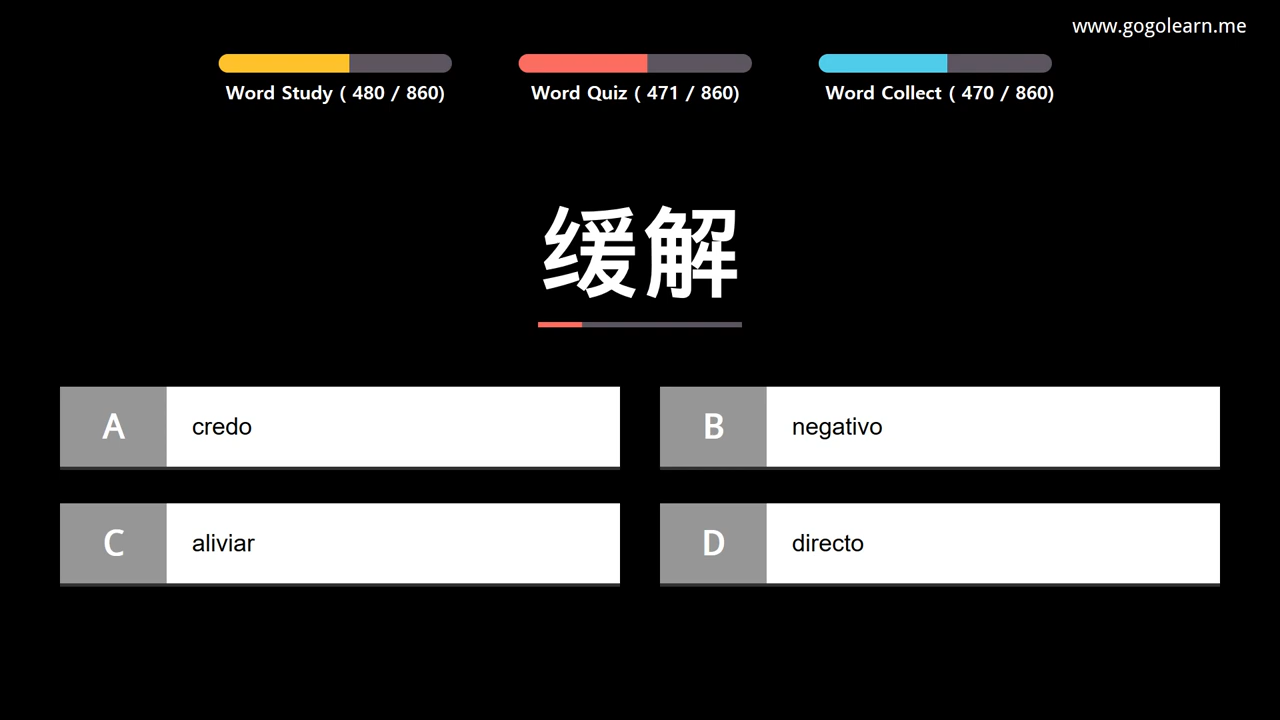 www.gogolearn.me
Word Study ( 480 / 860)
Word Quiz ( 471 / 860)
Word Collect ( 470 / 860)
缓解
A credo
B negativo
C aliviar
D directo